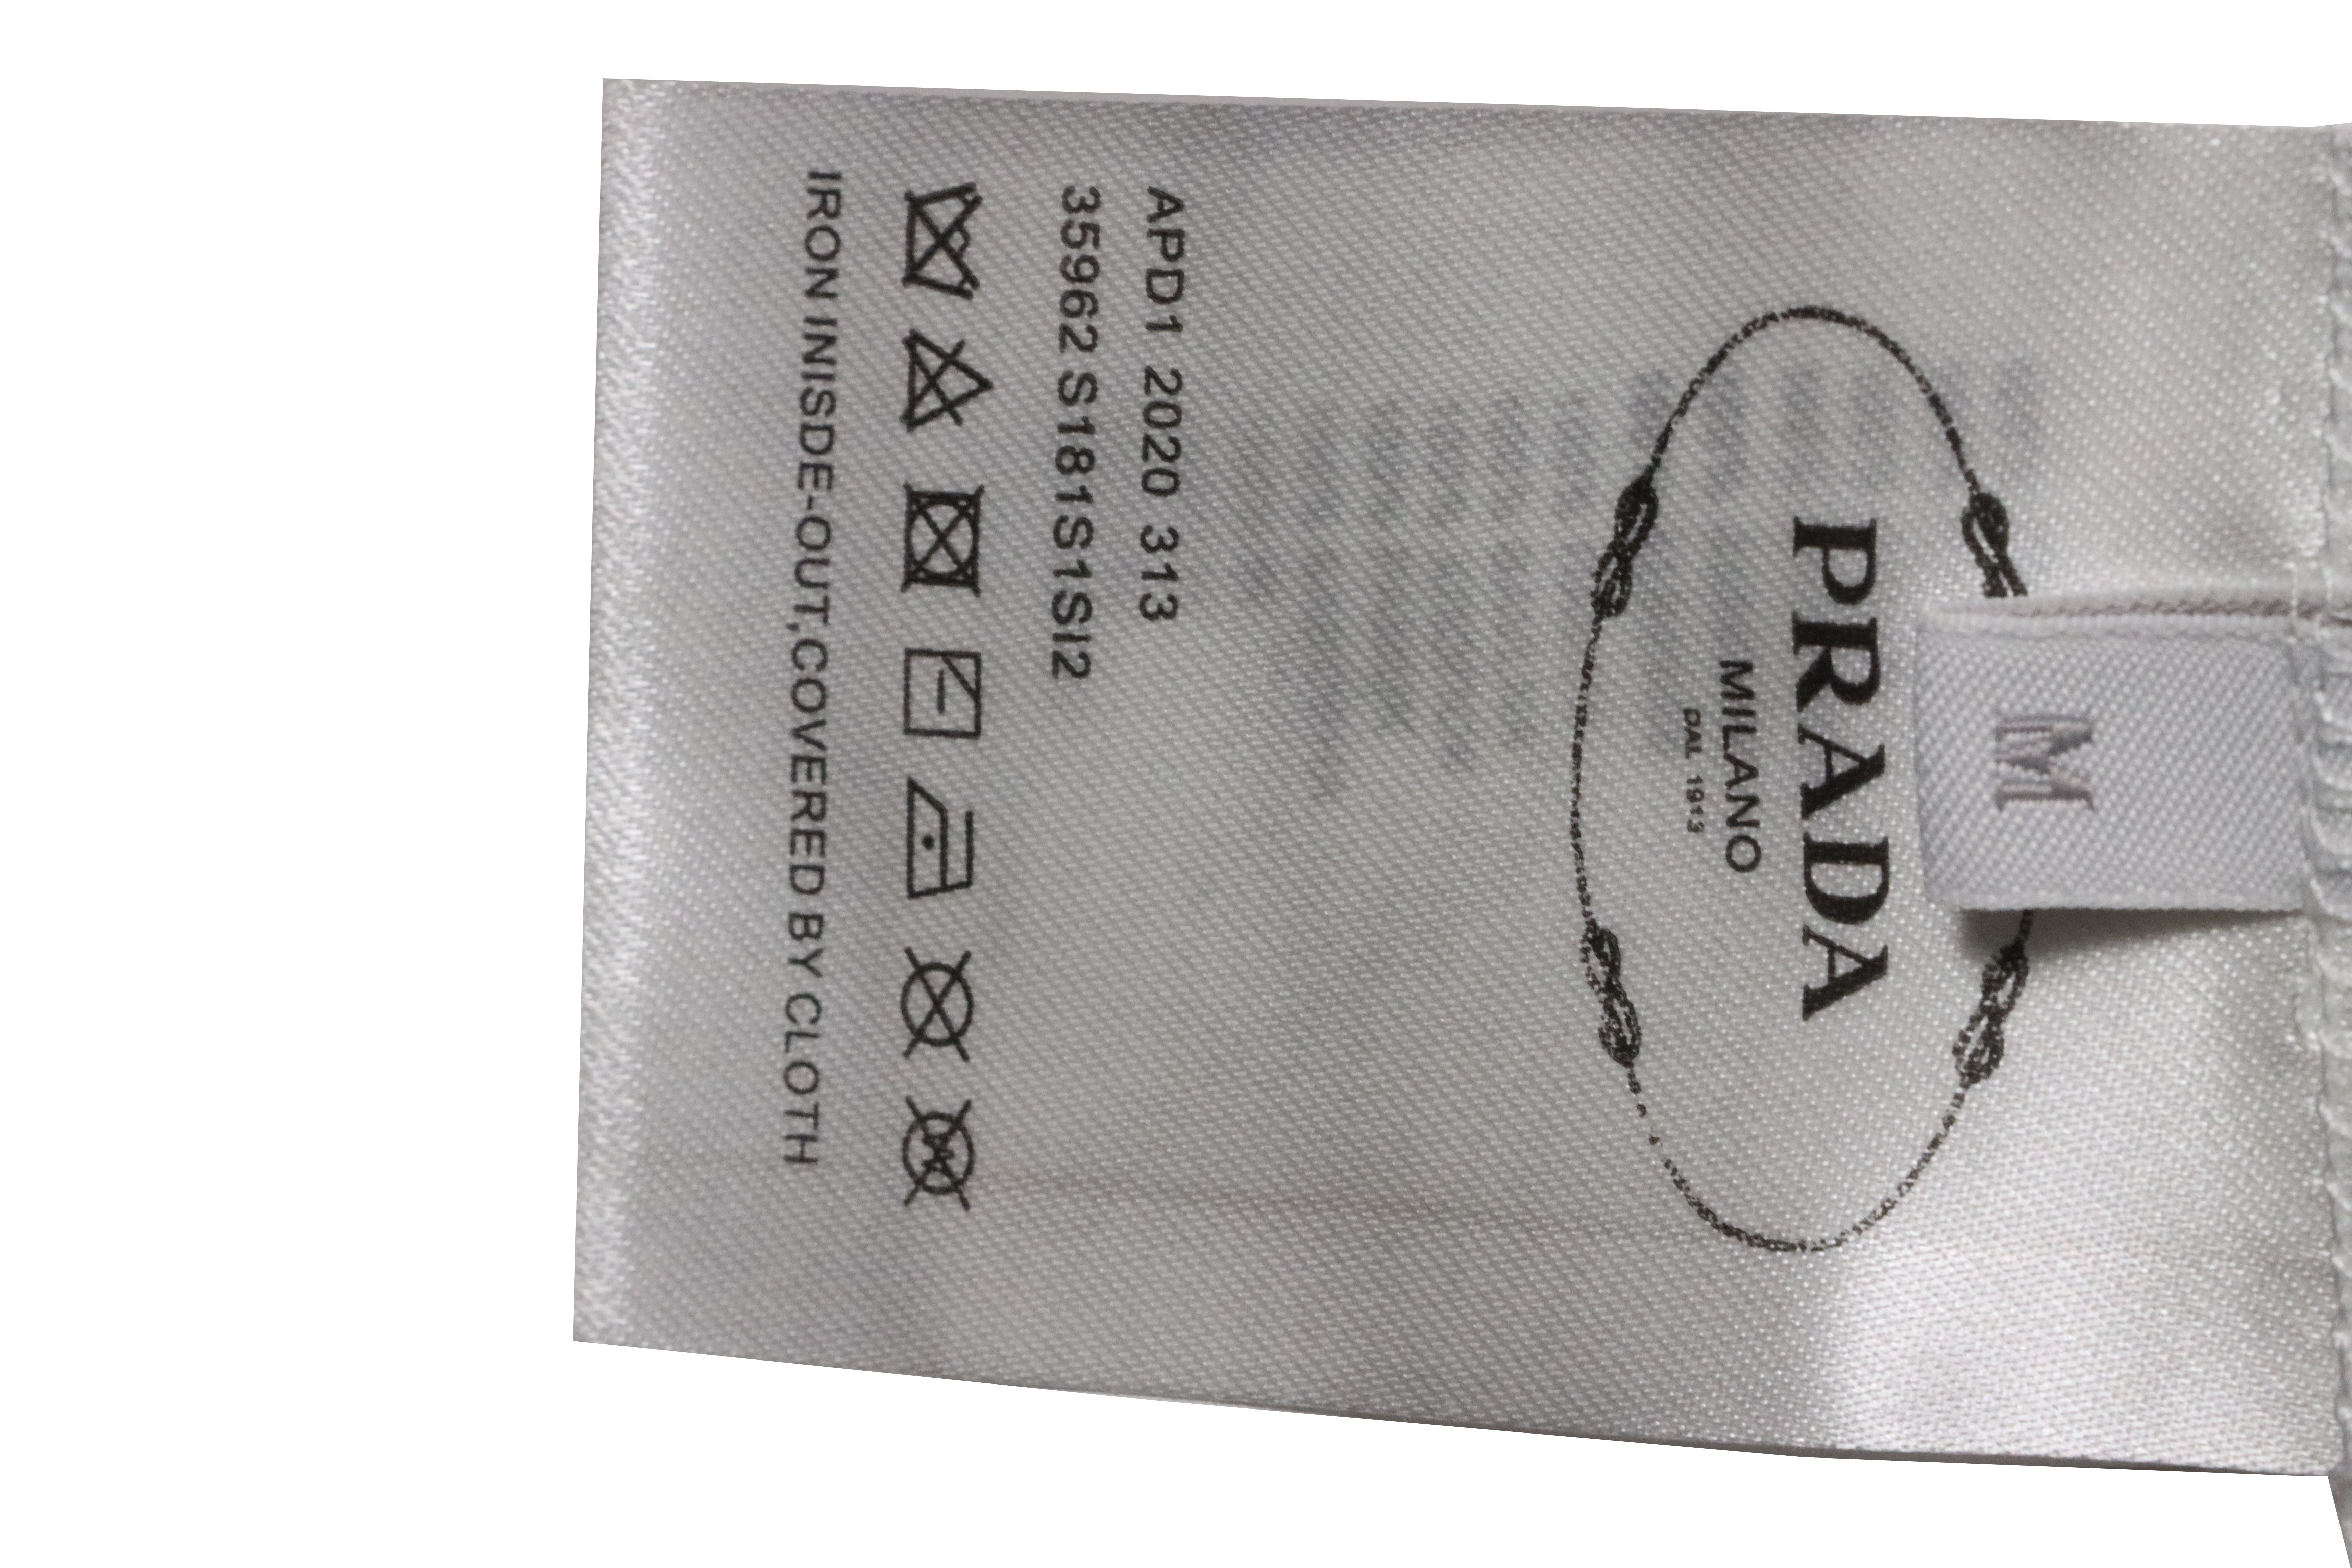 M
PRADA
MILANO
DAL 1913
APD1 2020 313
35962 S181S1SI2
IRON INISDE-OUT,COVERED BY CLOTH